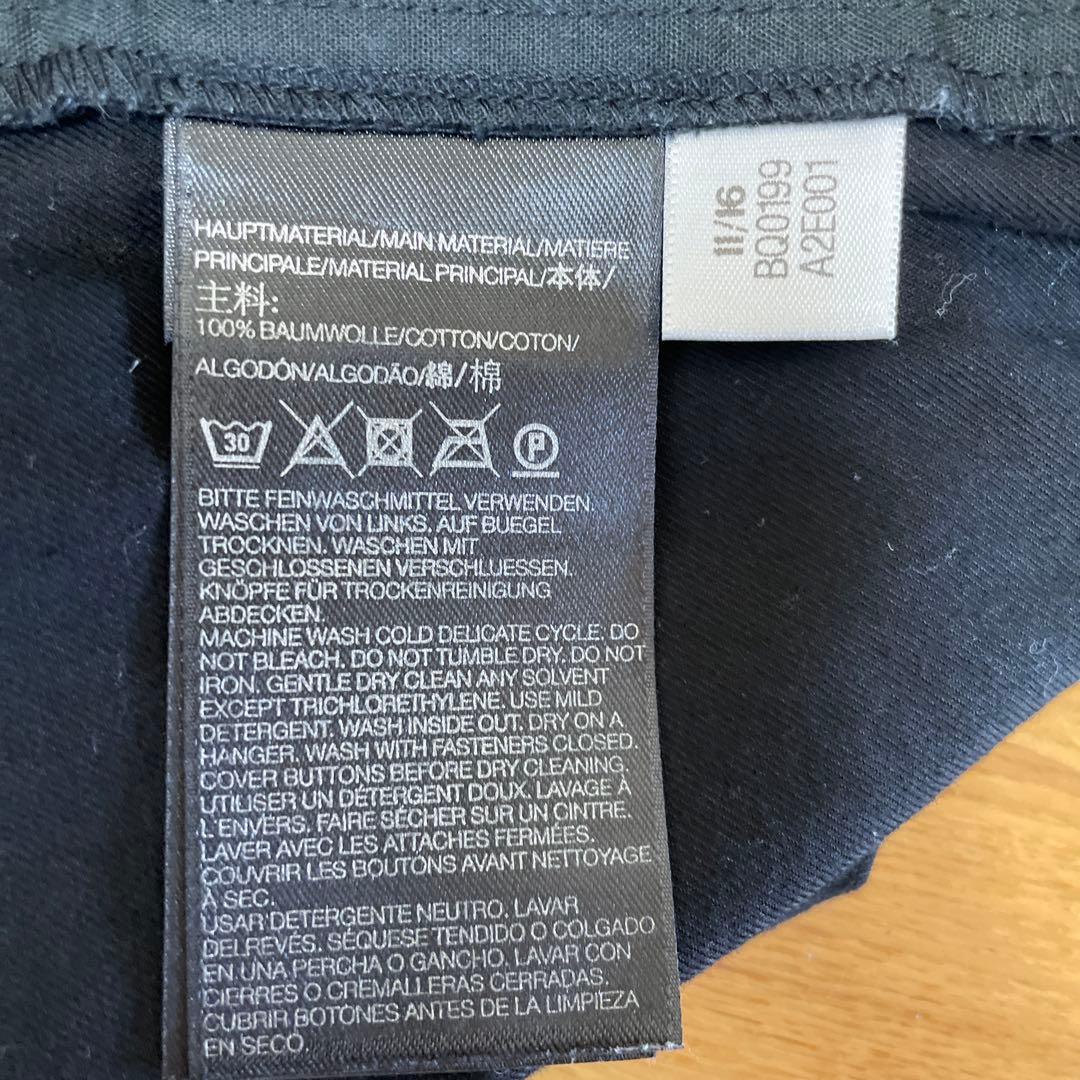 HAUPTMATERIAL/MAIN MATERIAL/MATIERE
PRINCIPALE/MATERIAL PRINCIPAL/本体/
主料:
100% BAUMWOLLE/COTTON/COTON/
ALGODÓN/ALGODÃO/綿/棉
30
P
BITTE FEINWASCHMITTEL VERWENDEN.
WASCHEN VON LINKS. AUF BUEGEL
TROCKNEN. WASCHEN MIT
GESCHLOSSENEN VERSCHLUESSEN.
KNÖPFE FÜR TROCKENREINIGUNG
ABDECKEN.
MACHINE WASH COLD DELICATE CYCLE. DO
NOT BLEACH. DO NOT TUMBLE DRY. DO NOT
IRON. GENTLE DRY CLEAN ANY SOLVENT
EXCEPT TRICHLORETHYLENE. USE MILD
DETERGENT. WASH INSIDE OUT. DRY ON A
HANGER. WASH WITH FASTENERS CLOSED.
COVER BUTTONS BEFORE DRY CLEANING.
UTILISER UN DÉTERGENT DOUX. LAVAGE À
L'ENVERS. FAIRE SÉCHER SUR UN CINTRE.
LAVER AVEC LES ATTACHES FERMÉES.
COUVRIR LES BOUTONS AVANT NETTOYAGE
À SEC.
USAR DETERGENTE NEUTRO. LAVAR
DELREVÉS. SÉQUESE TENDIDO O COLGADO
EN UNA PERCHA O GANCHO. LAVAR CON
CIERRES O CREMALLERAS CERRADAS.
CUBRIR BOTONES ANTES DE LA LIMPIEZA
EN SECO.
11/16
BQ0199
A2E001